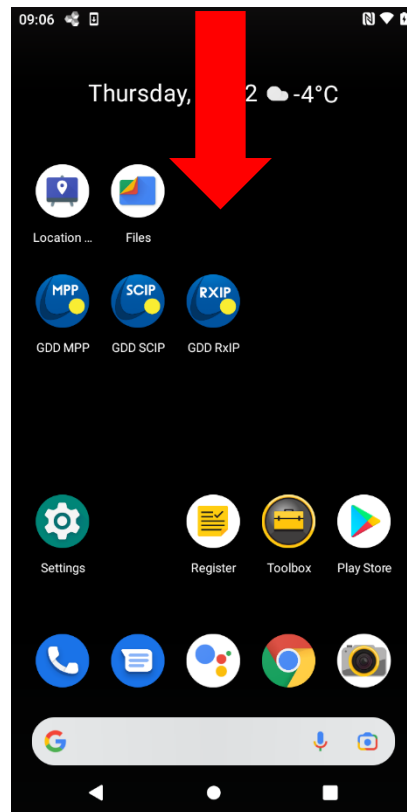 09:06
Thursday, 2 -4°C
Location ... Files
MPP SCIP RXIP
GDD MPP GDD SCIP GDD RxIP
Settings Register Toolbox Play Store
G